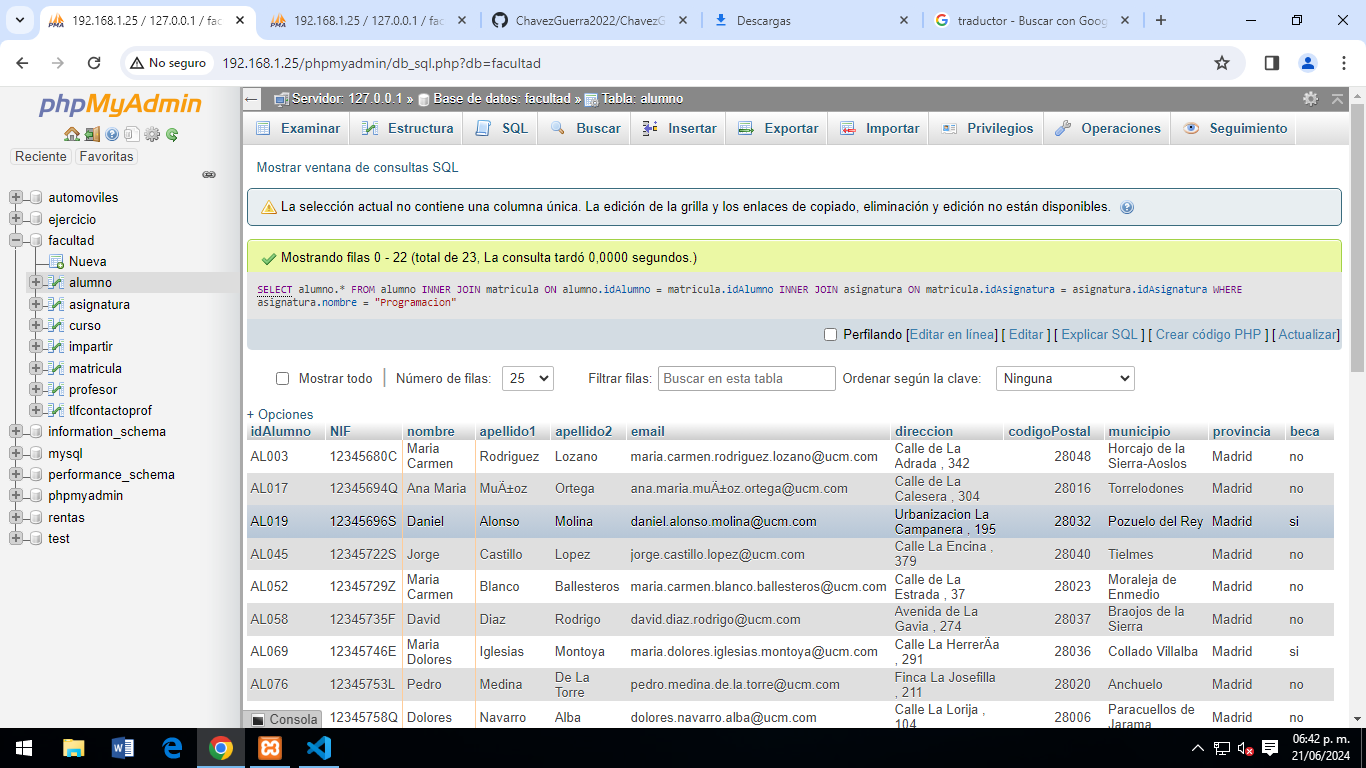 192.168.1.25 / 127.0.0.1 / fac
192.168.1.25 / 127.0.0.1 / fac
ChavezGuerra2022/ChavezG
Descargas
traductor - Buscar con Goog
No seguro
192.168.1.25/phpmyadmin/db_sql.php?db=facultad
phpMyAdmin
Reciente
Favoritas
automoviles
ejercicio
facultad
Nueva
alumno
asignatura
curso
impartir
matricula
profesor
tlfcontactoprof
information_schema
mysql
performance_schema
phpmyadmin
rentas
test
Servidor: 127.0.0.1 » Base de datos: facultad » Tabla: alumno
Examinar Estructura SQL Buscar Insertar Exportar Importar Privilegios Operaciones Seguimiento
Mostrar ventana de consultas SQL
La selección actual no contiene una columna única. La edición de la grilla y los enlaces de copiado, eliminación y edición no están disponibles.
Mostrando filas 0 - 22 (total de 23, La consulta tardó 0,0000 segundos.)
SELECT alumno.* FROM alumno INNER JOIN matricula ON alumno.idAlumno = matricula.idAlumno INNER JOIN asignatura ON matricula.idAsignatura = asignatura.idAsignatura WHERE
asignatura.nombre = "Programacion"
Perfilando [Editar en línea] [ Editar ] [ Explicar SQL ] [ Crear código PHP ] [ Actualizar]
Mostrar todo Número de filas: 25 Filtrar filas: Buscar en esta tabla Ordenar según la clave: Ninguna
+ Opciones
idAlumno NIF nombre apellido1 apellido2 email direccion codigoPostal municipio provincia beca
AL003 12345680C Maria Carmen Rodriguez Lozano maria.carmen.rodriguez.lozano@ucm.com Calle de La Adrada , 342 28048 Horcajo de la Sierra-Aoslos Madrid no
AL017 12345694Q Ana Maria MuÃ±oz Ortega ana.maria.muÃ±oz.ortega@ucm.com Calle de La Calesera , 304 28016 Torrelodones Madrid no
AL019 12345696S Daniel Alonso Molina daniel.alonso.molina@ucm.com Urbanizacion La Campanera , 195 28032 Pozuelo del Rey Madrid si
AL045 12345722S Jorge Castillo Lopez jorge.castillo.lopez@ucm.com Calle La Encina , 379 28040 Tielmes Madrid no
AL052 12345729Z Maria Carmen Blanco Ballesteros maria.carmen.blanco.ballesteros@ucm.com Calle de La Estrada , 37 28023 Moraleja de Enmedio Madrid no
AL058 12345735F David Diaz Rodrigo david.diaz.rodrigo@ucm.com Avenida de La Gavia , 274 28037 Braojos de la Sierra Madrid no
AL069 12345746E Maria Dolores Iglesias Montoya maria.dolores.iglesias.montoya@ucm.com Calle La HerrerÃa , 291 28036 Collado Villalba Madrid si
AL076 12345753L Pedro Medina De La Torre pedro.medina.de.la.torre@ucm.com Finca La Josefilla , 211 28020 Anchuelo Madrid no
12345758Q Dolores Navarro Alba dolores.navarro.alba@ucm.com Calle La Lorija , 104 28006 Paracuellos de Jarama Madrid no
Consola
06:42 p. m.
21/06/2024